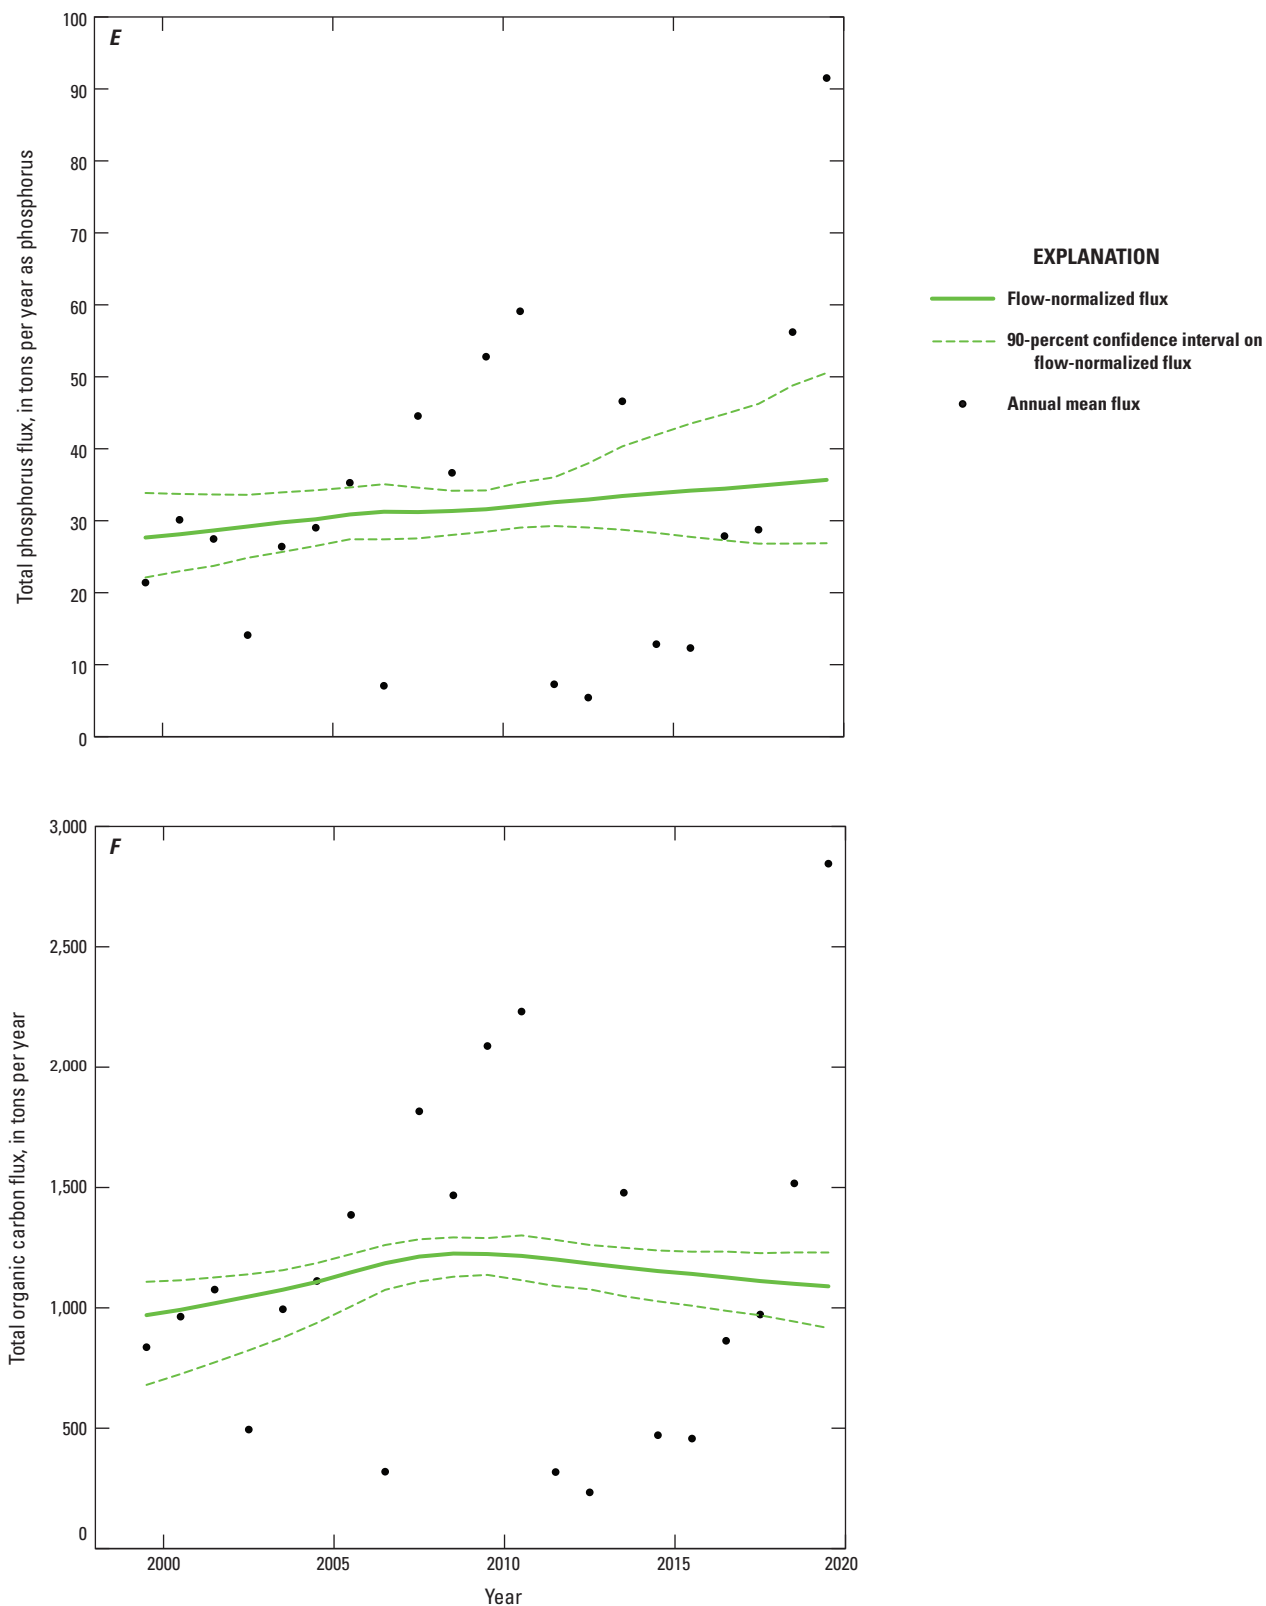 E
100
90
80
70
60
50
40
30
20
10
0
Total phosphorus flux, in tons per year as phosphorus
EXPLANATION
Flow-normalized flux
90-percent confidence interval on
flow-normalized flux
Annual mean flux
F
3,000
2,500
2,000
1,500
1,000
500
0
Total organic carbon flux, in tons per year
2000 2005 2010 2015 2020
Year